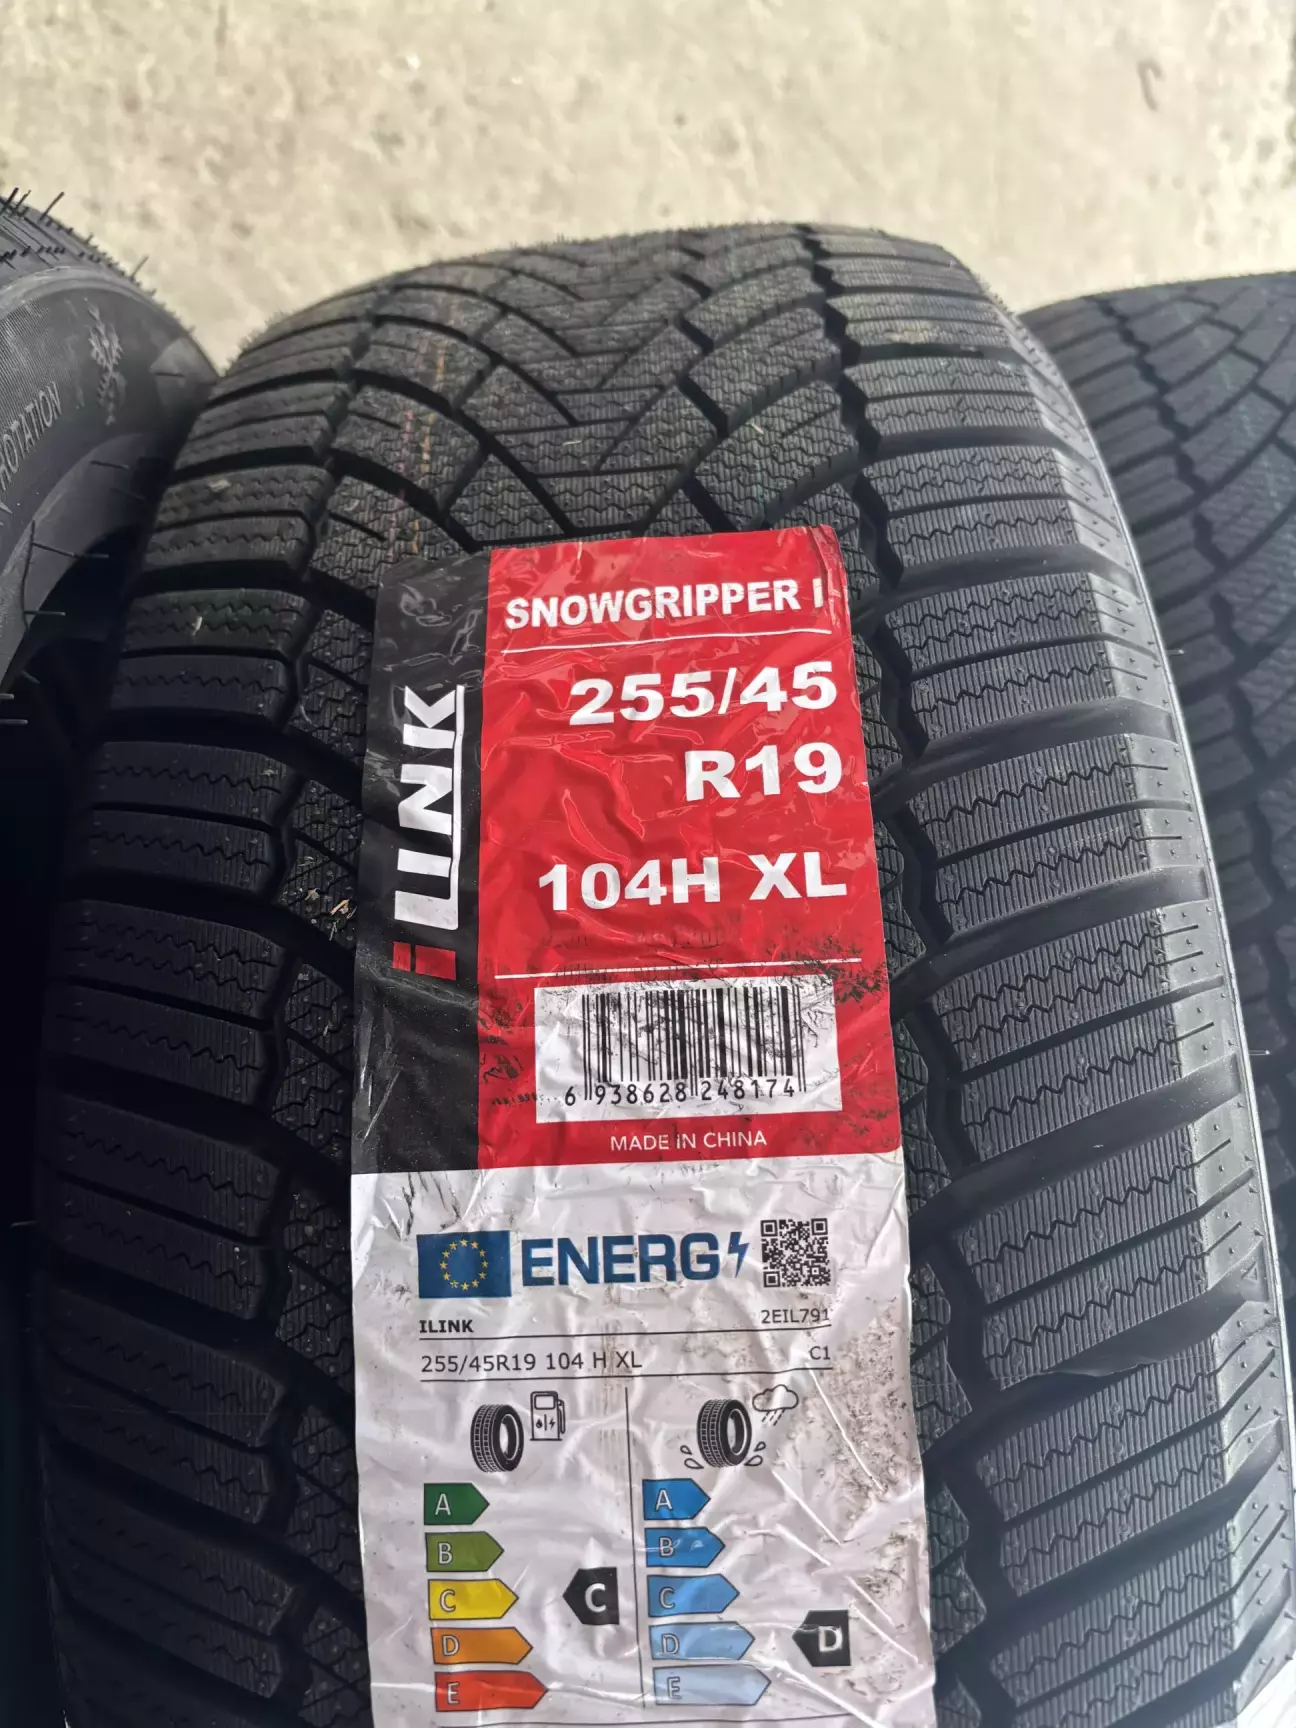 ROTATION
iLINK
SNOWGRIPPER I
255/45
R19
104H XL
6 938628 248174
MADE IN CHINA
ENERG
ILINK 2EIL791
255/45R19 104 H XL C1
A A
B B
C C C
D D D
E E